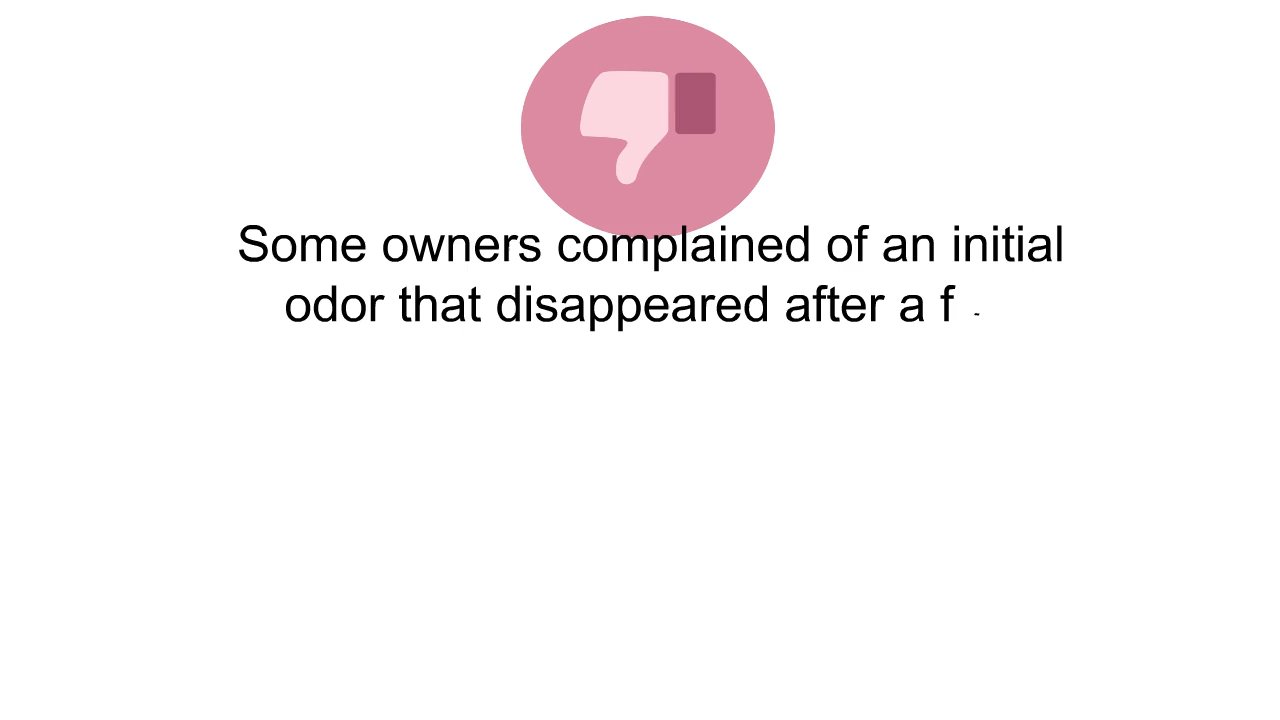 Some owners complained of an initial
odor that disappeared after a f